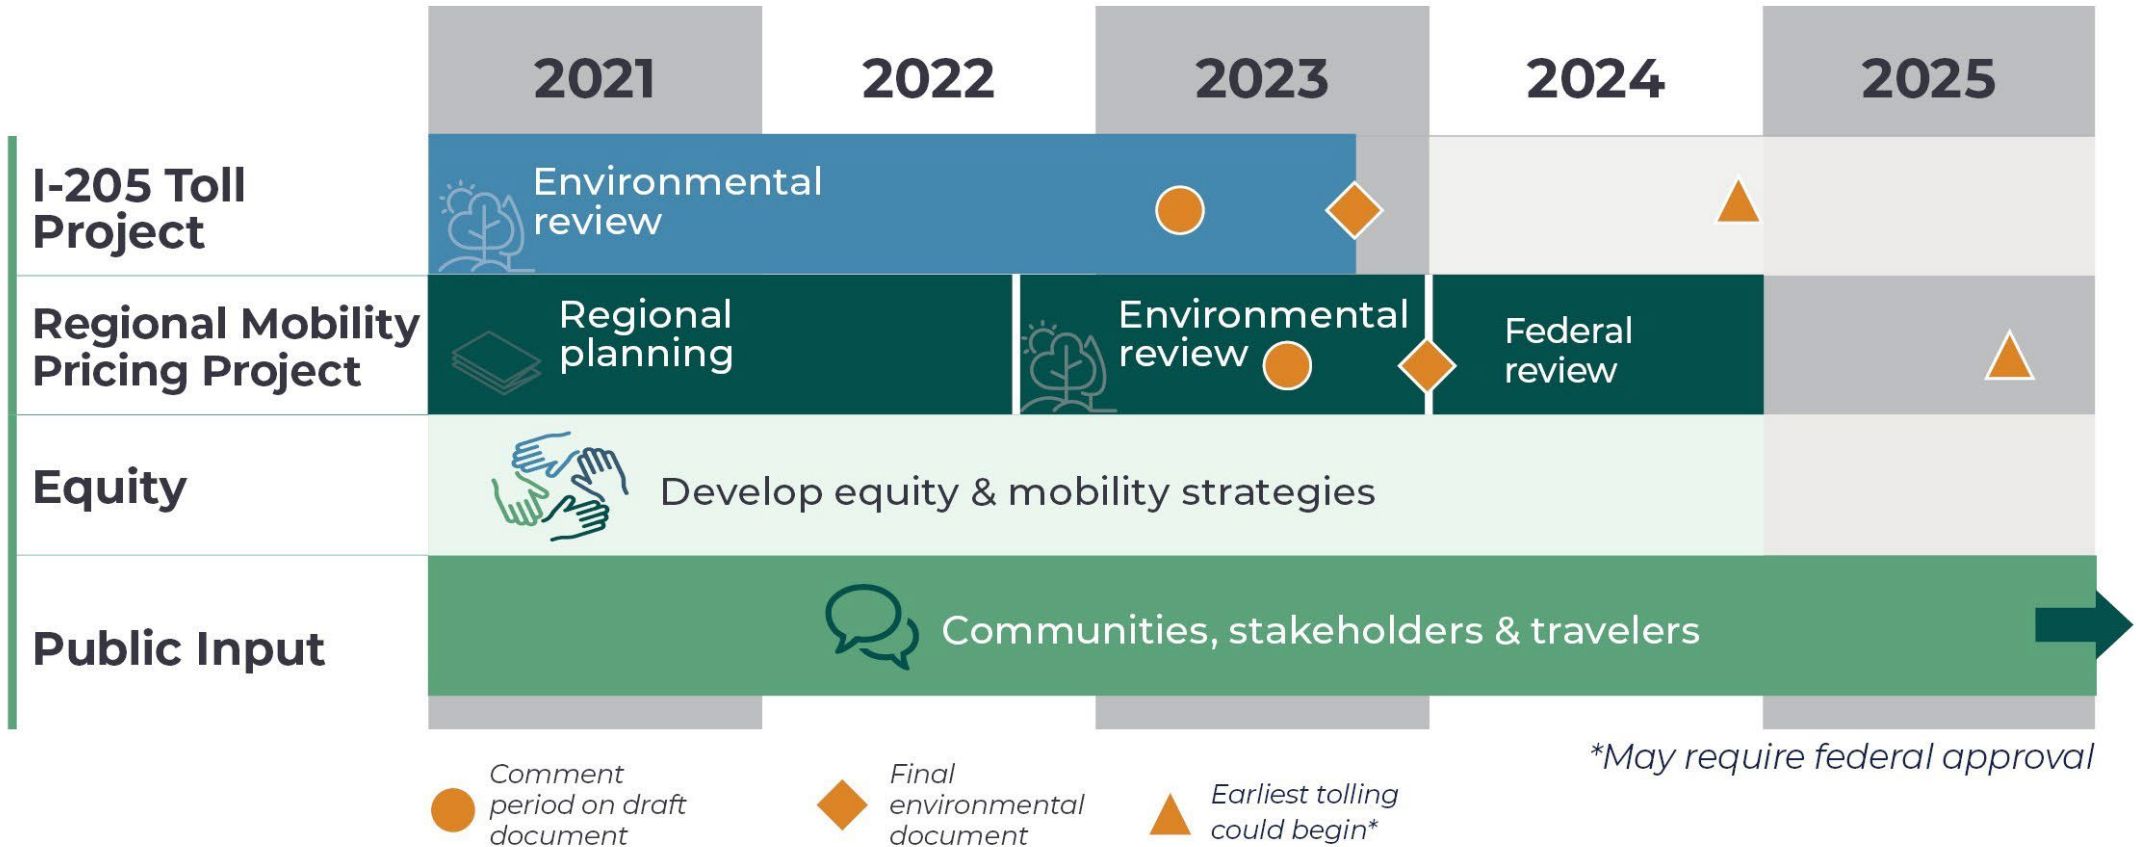 2021
2022
2023
2024
2025
I-205 Toll
Project
Environmental
review
Regional Mobility
Pricing Project
Regional
planning
Environmental
review
Federal
review
Equity
Develop equity & mobility strategies
Public Input
Communities, stakeholders & travelers
*May require federal approval
Comment
period on draft
document
Final
environmental
document
Earliest tolling
could begin*